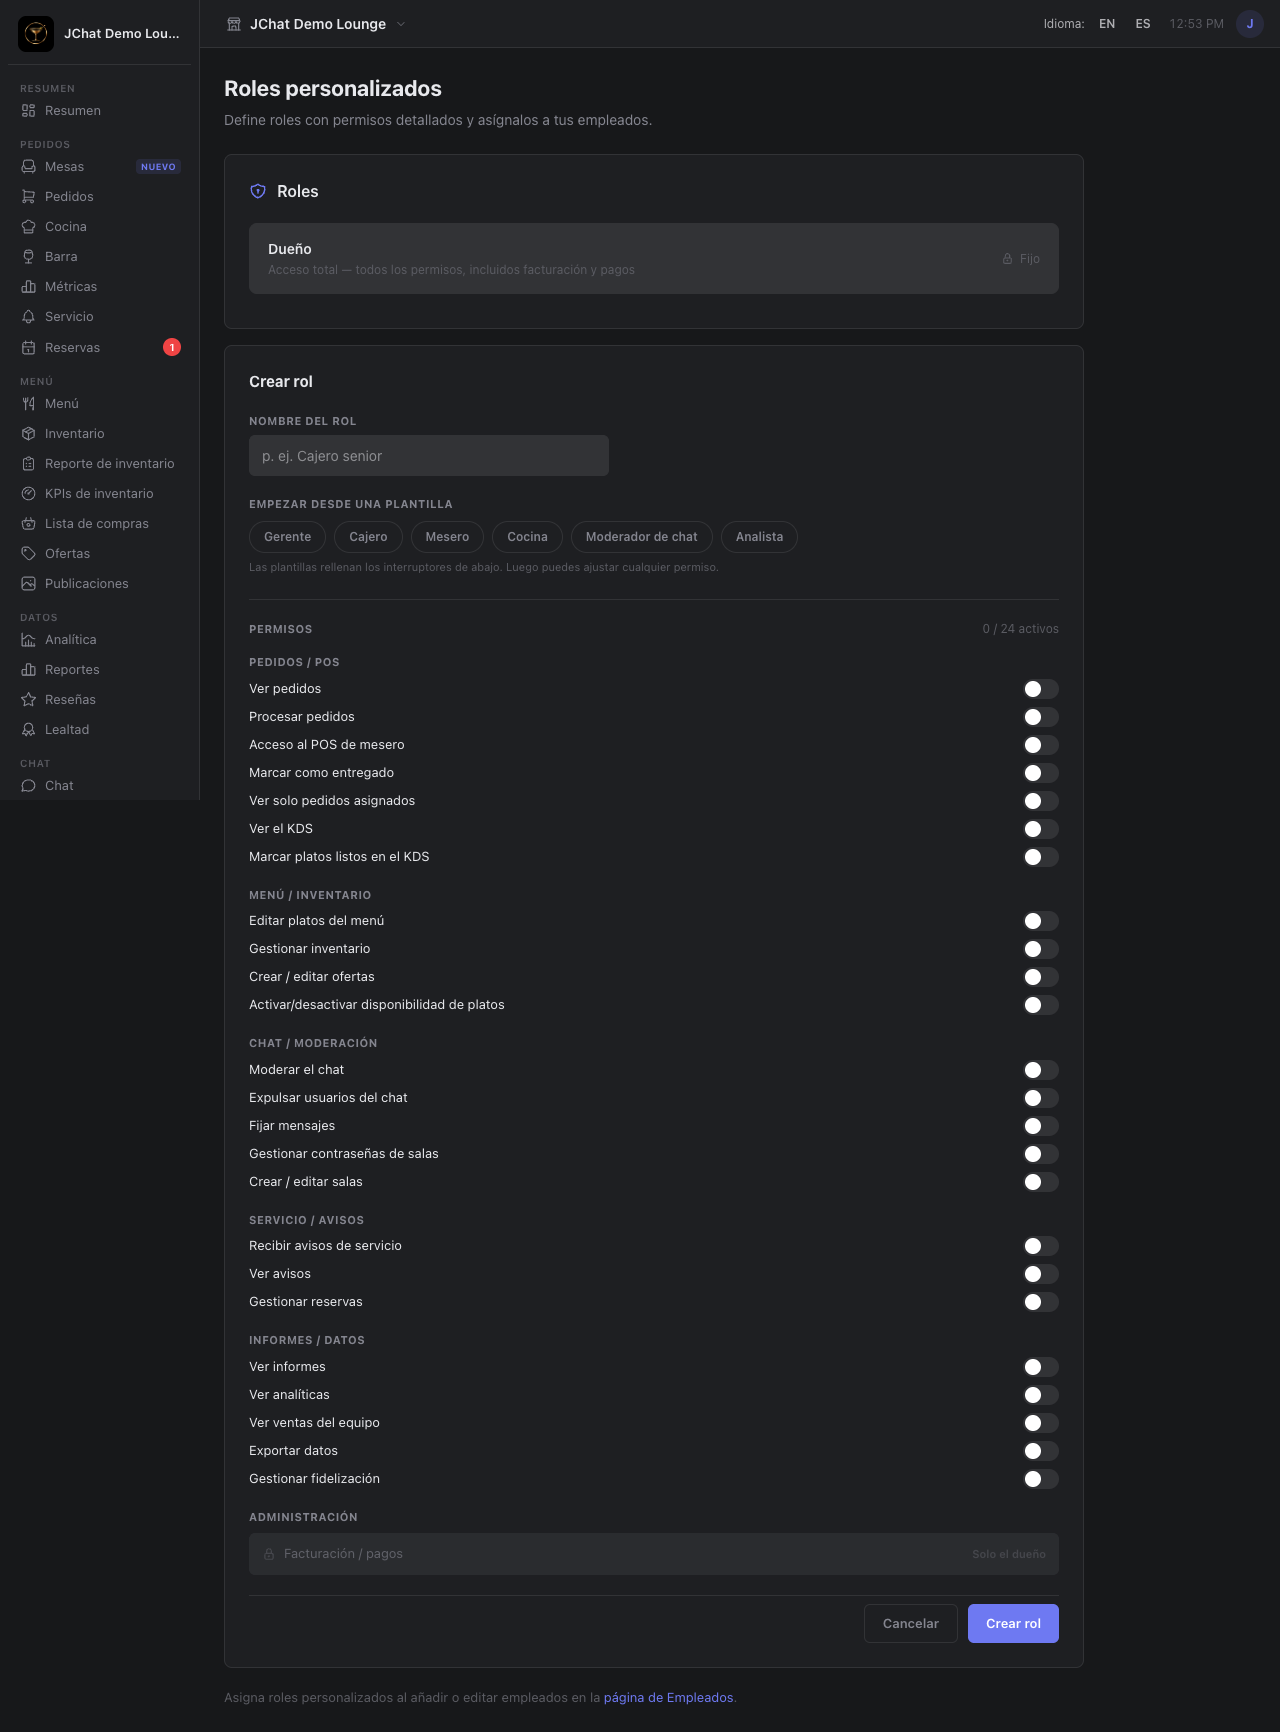 JChat Demo Lou...
RESUMEN
Resumen
PEDIDOS
Mesas NUEVO
Pedidos
Cocina
Barra
Métricas
Servicio
Reservas 1
MENÚ
Menú
Inventario
Reporte de inventario
KPIs de inventario
Lista de compras
Ofertas
Publicaciones
DATOS
Analítica
Reportes
Reseñas
Lealtad
CHAT
Chat
JChat Demo Lounge
Idioma: EN ES 12:53 PM J
Roles personalizados
Define roles con permisos detallados y asígnalos a tus empleados.
Roles
Dueño
Acceso total — todos los permisos, incluidos facturación y pagos
Fijo
Crear rol
NOMBRE DEL ROL
p. ej. Cajero senior
EMPEZAR DESDE UNA PLANTILLA
Gerente Cajero Mesero Cocina Moderador de chat Analista
Las plantillas rellenan los interruptores de abajo. Luego puedes ajustar cualquier permiso.
PERMISOS 0 / 24 activos
PEDIDOS / POS
Ver pedidos
Procesar pedidos
Acceso al POS de mesero
Marcar como entregado
Ver solo pedidos asignados
Ver el KDS
Marcar platos listos en el KDS
MENÚ / INVENTARIO
Editar platos del menú
Gestionar inventario
Crear / editar ofertas
Activar/desactivar disponibilidad de platos
CHAT / MODERACIÓN
Moderar el chat
Expulsar usuarios del chat
Fijar mensajes
Gestionar contraseñas de salas
Crear / editar salas
SERVICIO / AVISOS
Recibir avisos de servicio
Ver avisos
Gestionar reservas
INFORMES / DATOS
Ver informes
Ver analíticas
Ver ventas del equipo
Exportar datos
Gestionar fidelización
ADMINISTRACIÓN
Facturación / pagos Solo el dueño
Cancelar Crear rol
Asigna roles personalizados al añadir o editar empleados en la página de Empleados.